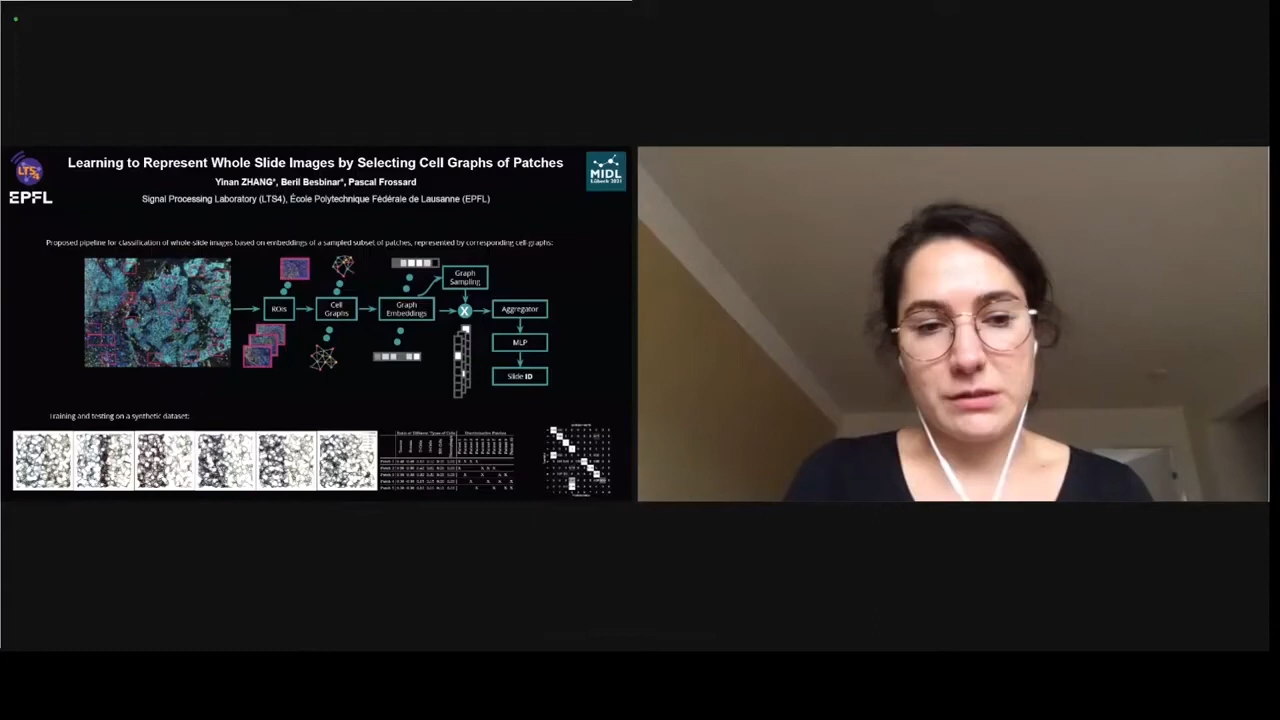 LTS4
EPFL
Learning to Represent Whole Slide Images by Selecting Cell Graphs of Patches
Yinan ZHANG*, Beril Besbinar*, Pascal Frossard
Signal Processing Laboratory (LTS4), École Polytechnique Fédérale de Lausanne (EPFL)
MIDL
Lübeck 2021
Proposed pipeline for classification of whole-slide images based on embeddings of a sampled subset of patches, represented by corresponding cell-graphs:
ROIs
Cell
Graphs
Graph
Embeddings
Graph
Sampling
X
Aggregator
MLP
Slide ID
Training and testing on a synthetic dataset: